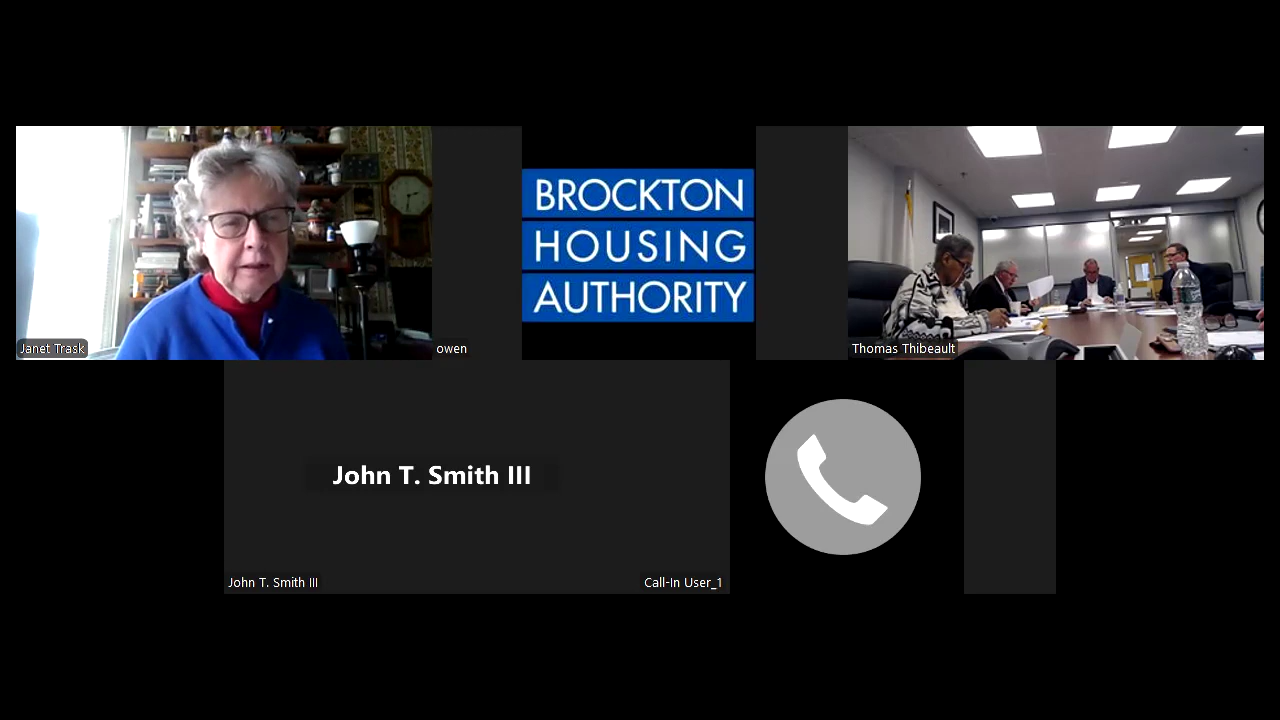 BROCKTON
HOUSING
AUTHORITY
Janet Trask
owen
Thomas Thibeault
John T. Smith III
John T. Smith III
Call-In User_1